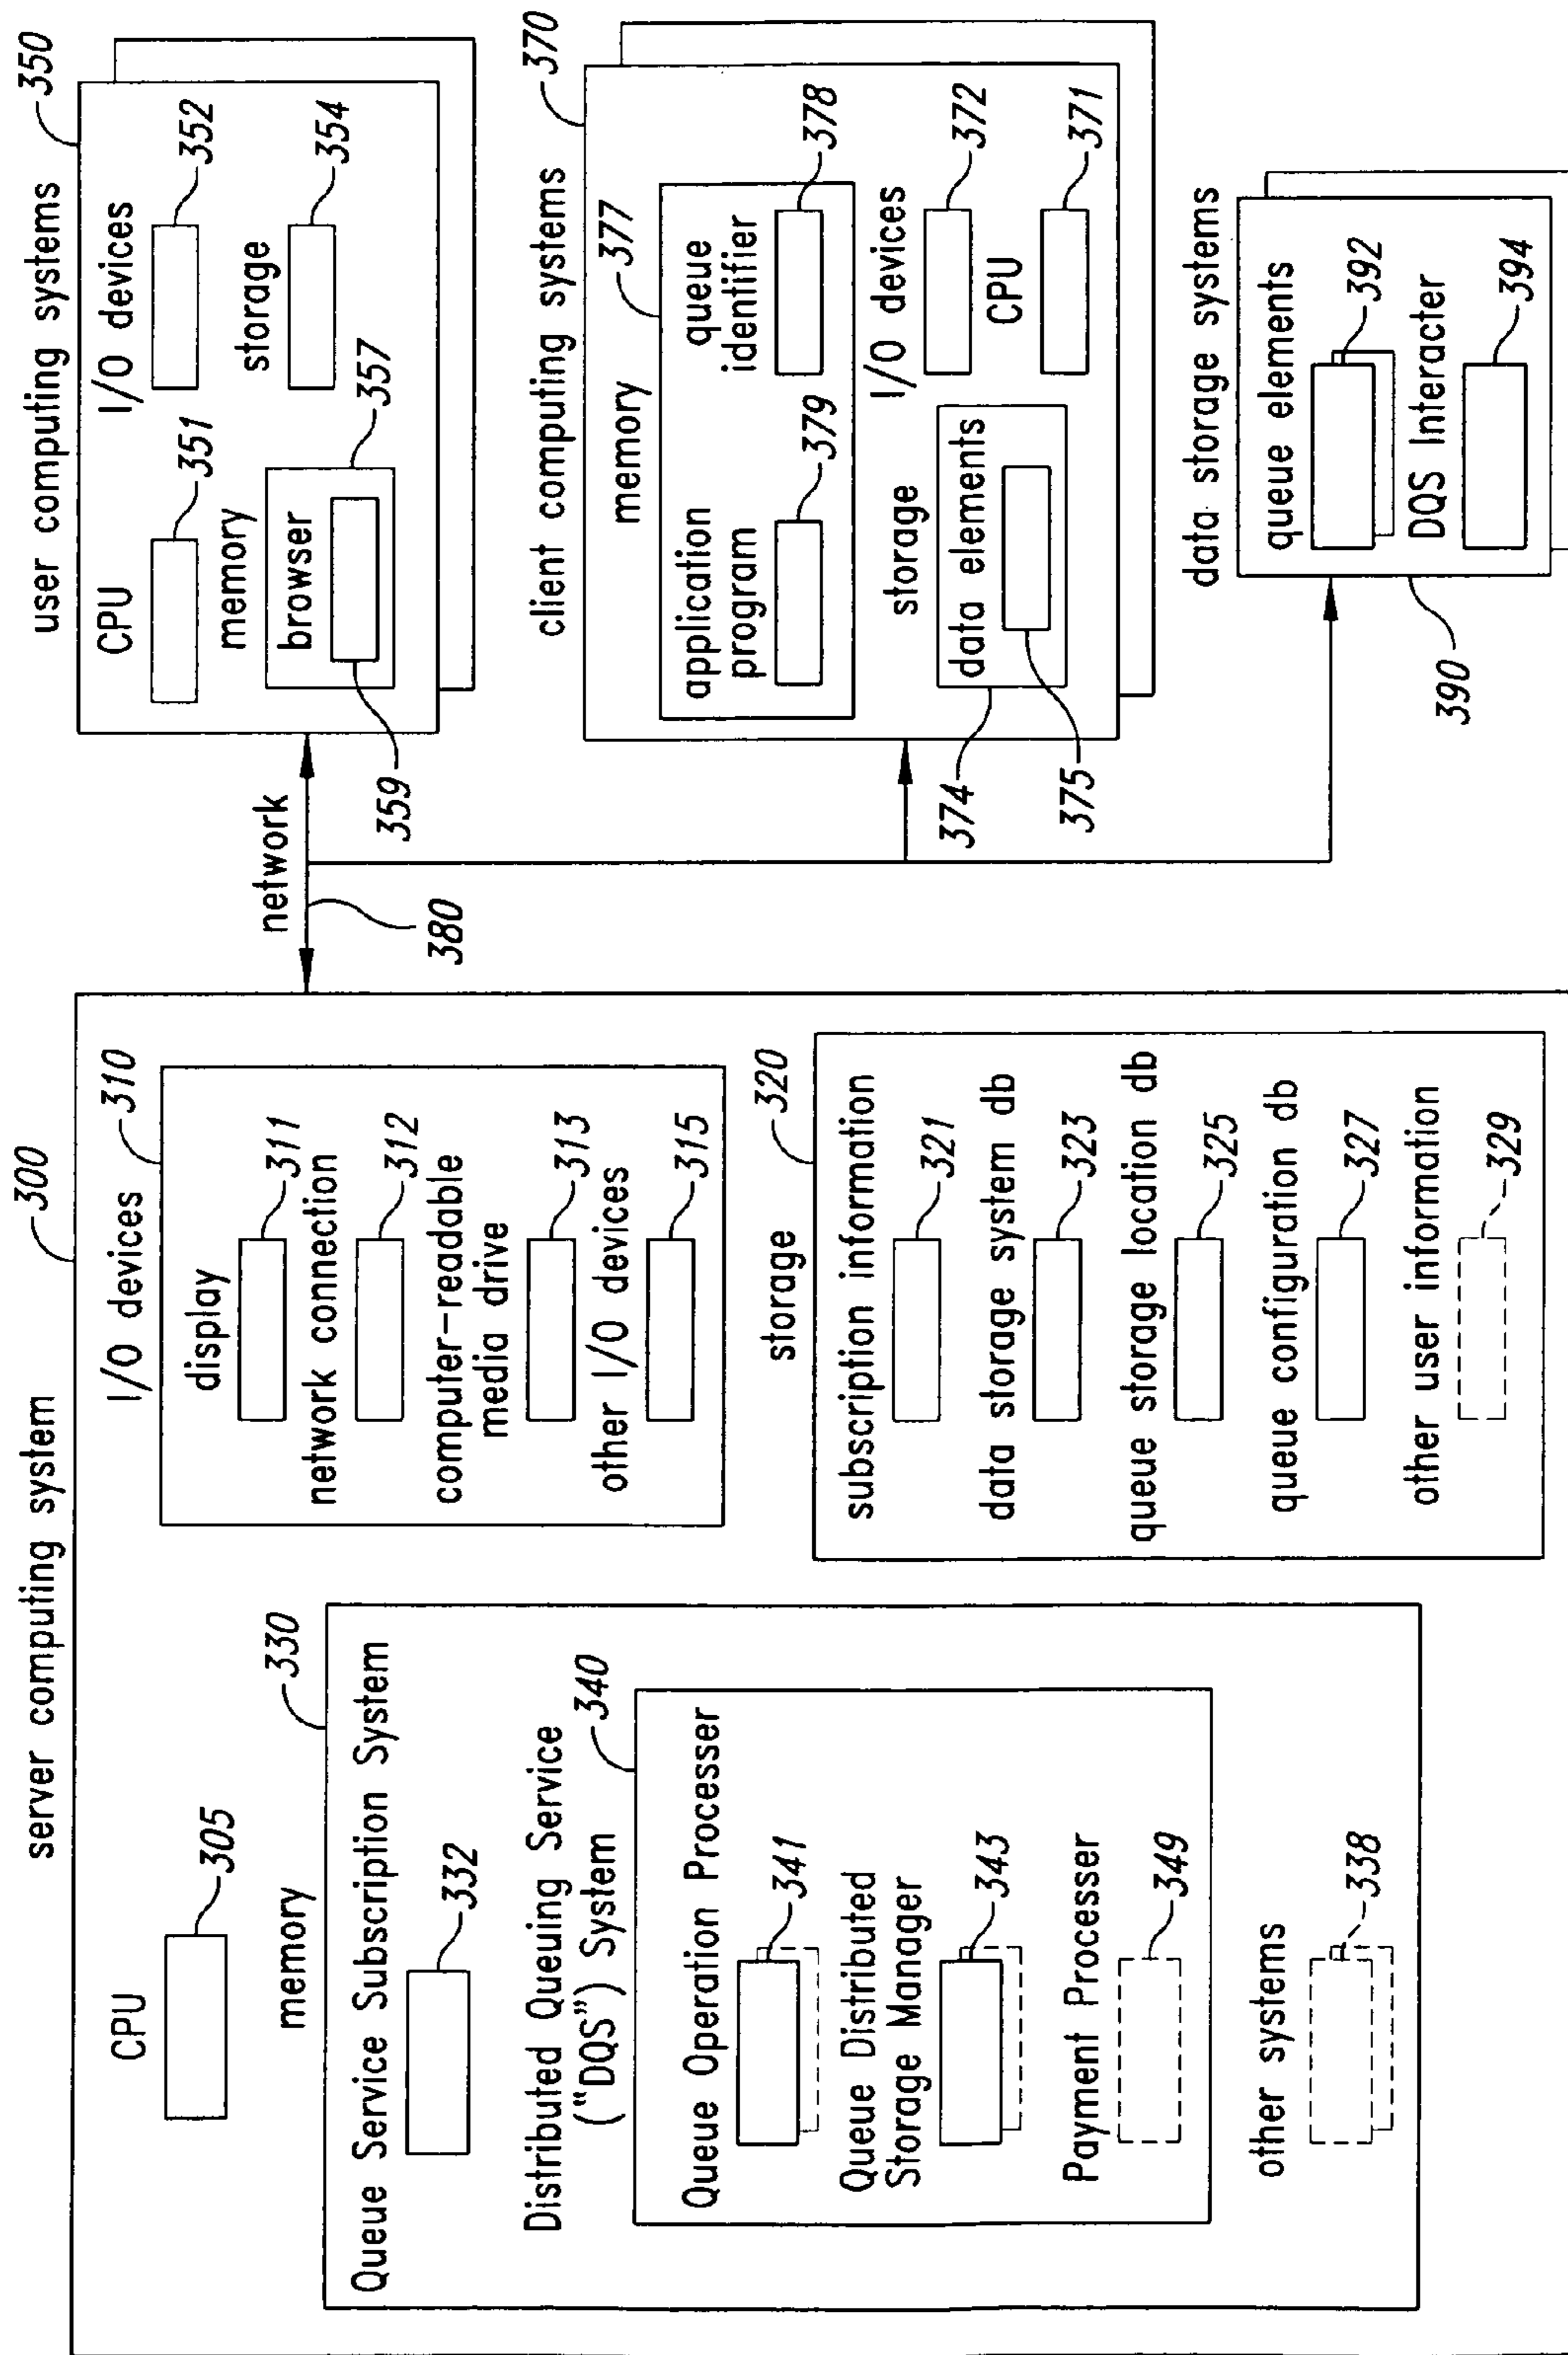 server computing system
300
CPU
305
memory
330
Queue Service Subscription System
332
Distributed Queuing Service
("DQS") System
340
Queue Operation Processer
341
Queue Distributed
Storage Manager
343
Payment Processer
349
other systems
338
I/O devices
310
display
311
network connection
312
computer-readable
media drive
313
other I/O devices
315
storage
320
subscription information
321
data storage system db
323
queue storage location db
325
queue configuration db
327
other user information
329
network
380
user computing systems
350
CPU
351
I/O devices
352
memory
357
browser
359
storage
354
client computing systems
370
memory
377
application
program
379
queue
identifier
378
storage
374
data elements
375
I/O devices
372
CPU
371
data storage systems
390
queue elements
392
DQS Interacter
394